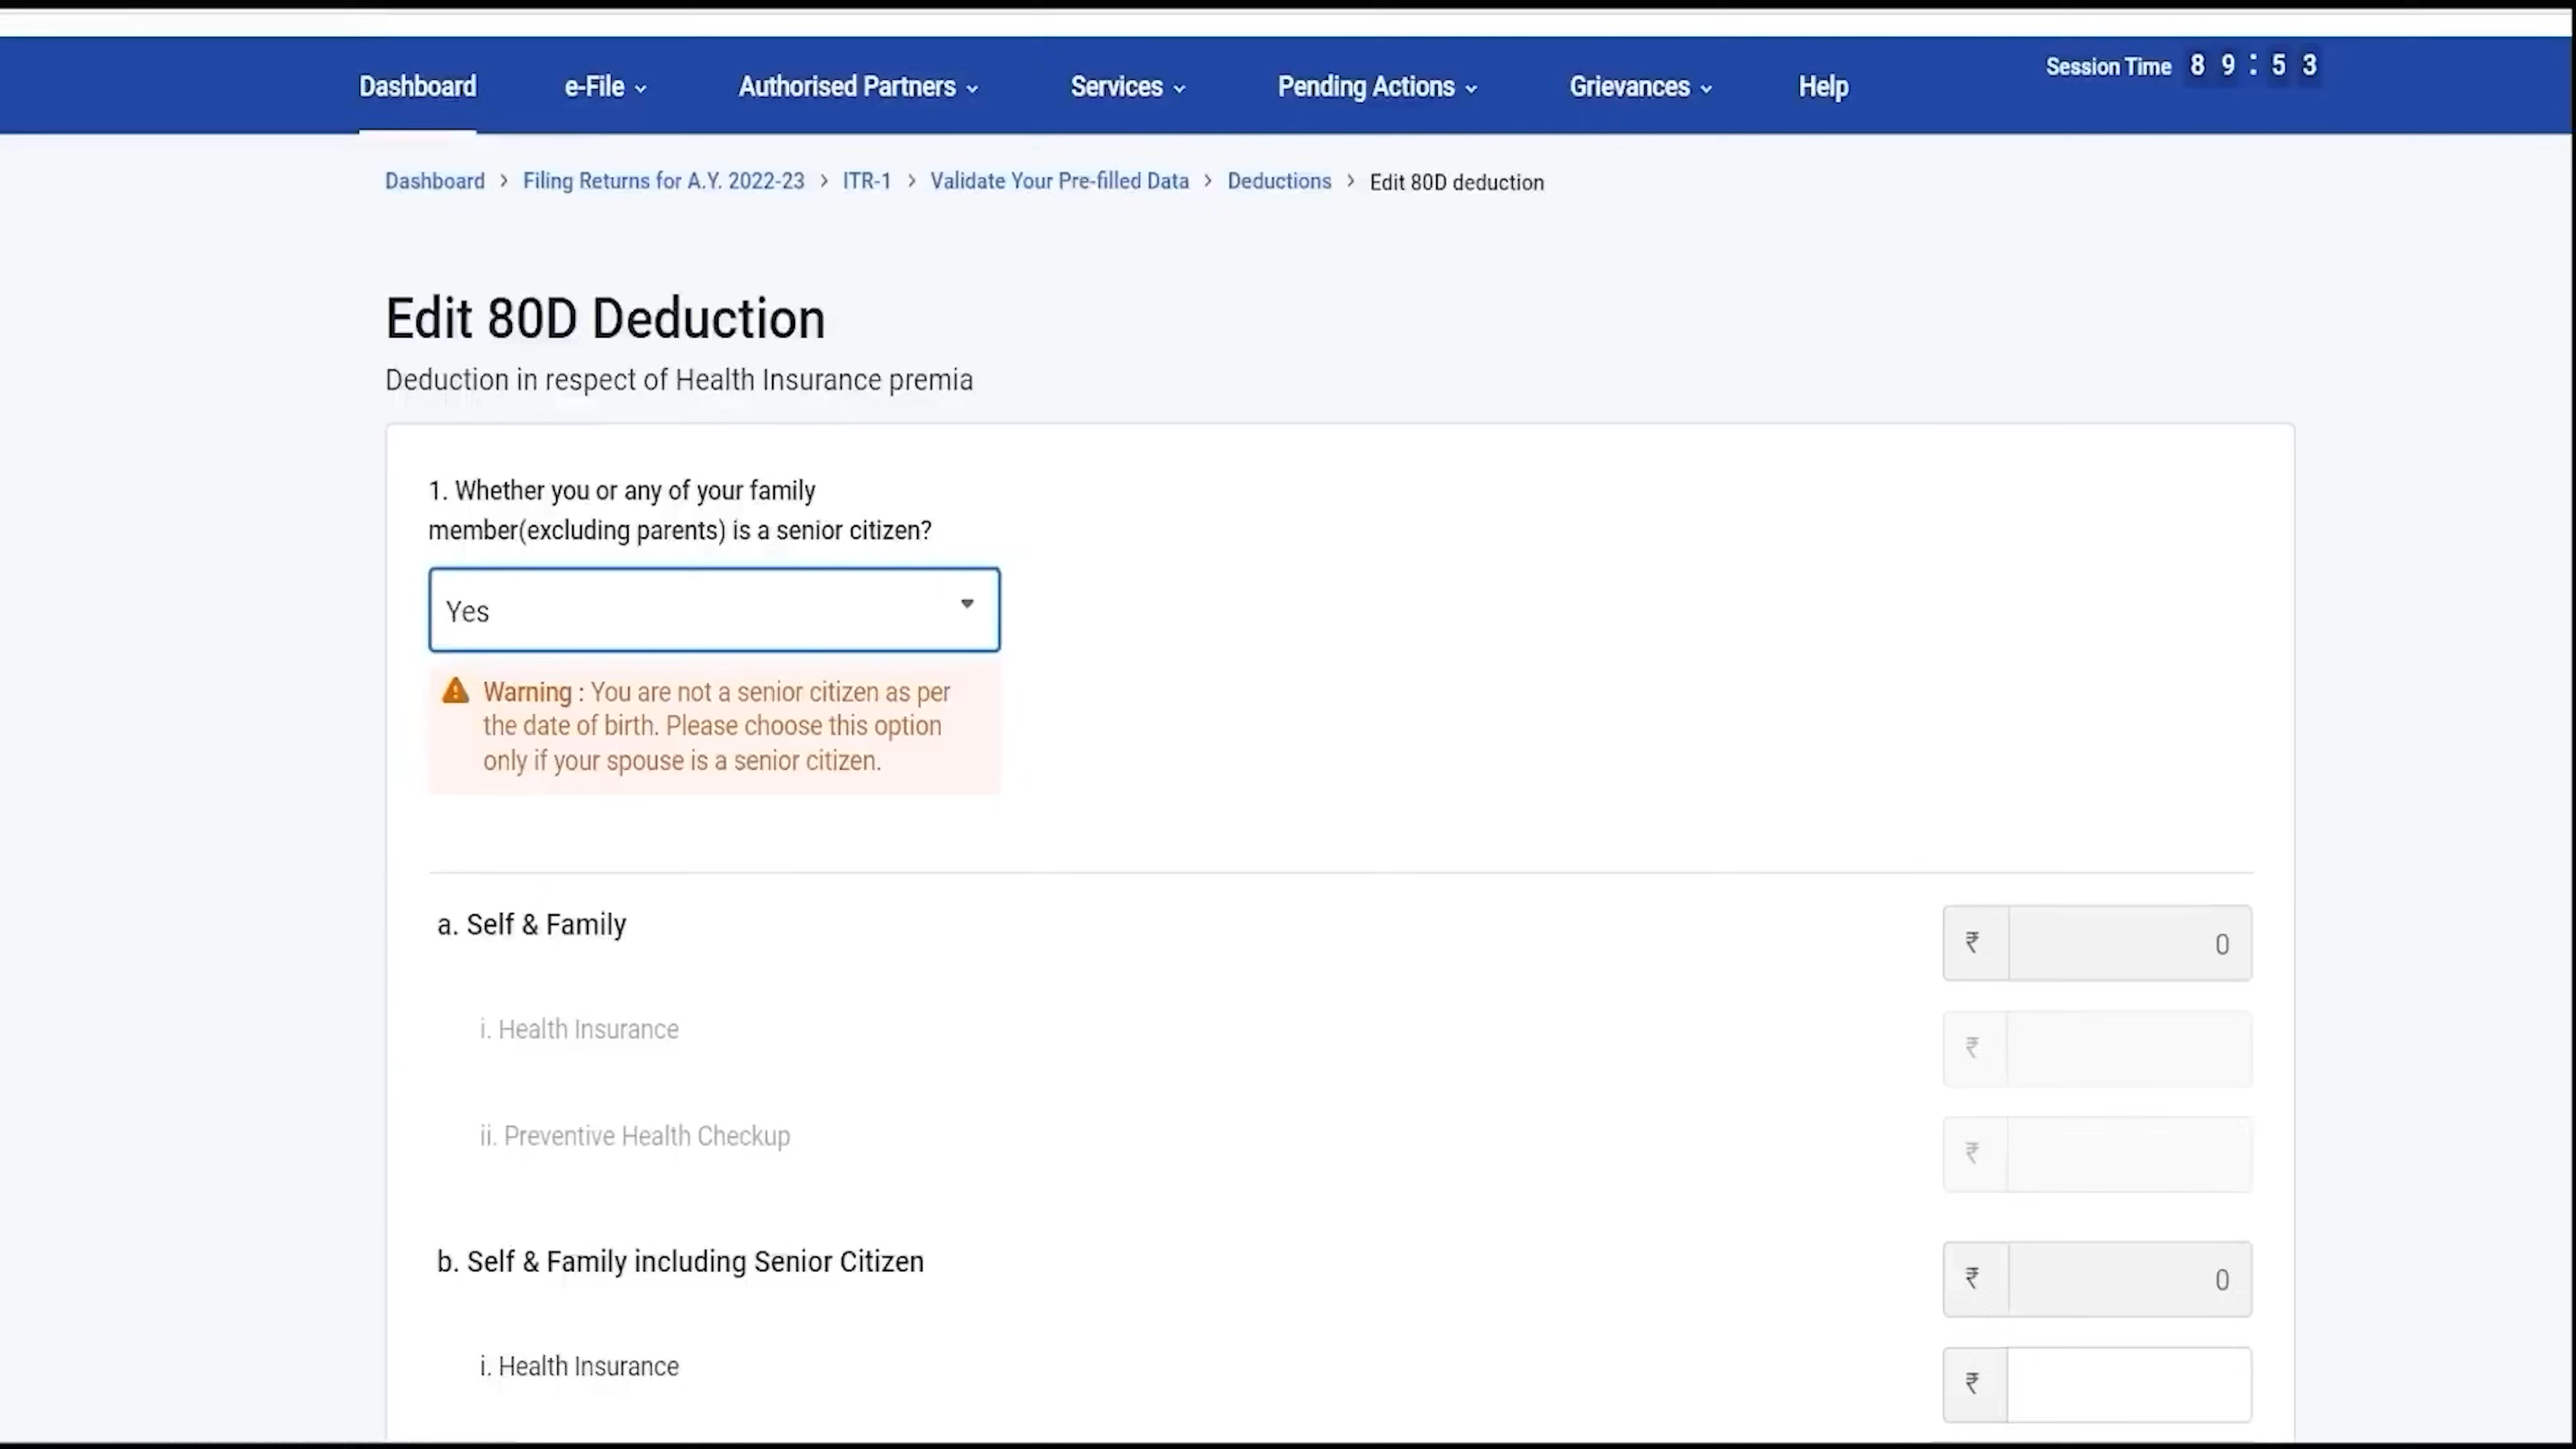 Dashboard e-File Authorised Partners Services Pending Actions Grievances Help Session Time 89:53
Dashboard > Filing Returns for A.Y. 2022-23 > ITR-1 > Validate Your Pre-filled Data > Deductions > Edit 80D deduction
Edit 80D Deduction
Deduction in respect of Health Insurance premia
1. Whether you or any of your family
member(excluding parents) is a senior citizen?
Yes
Warning : You are not a senior citizen as per
the date of birth. Please choose this option
only if your spouse is a senior citizen.
a. Self & Family ₹ 0
i. Health Insurance ₹
ii. Preventive Health Checkup ₹
b. Self & Family including Senior Citizen ₹ 0
i. Health Insurance ₹